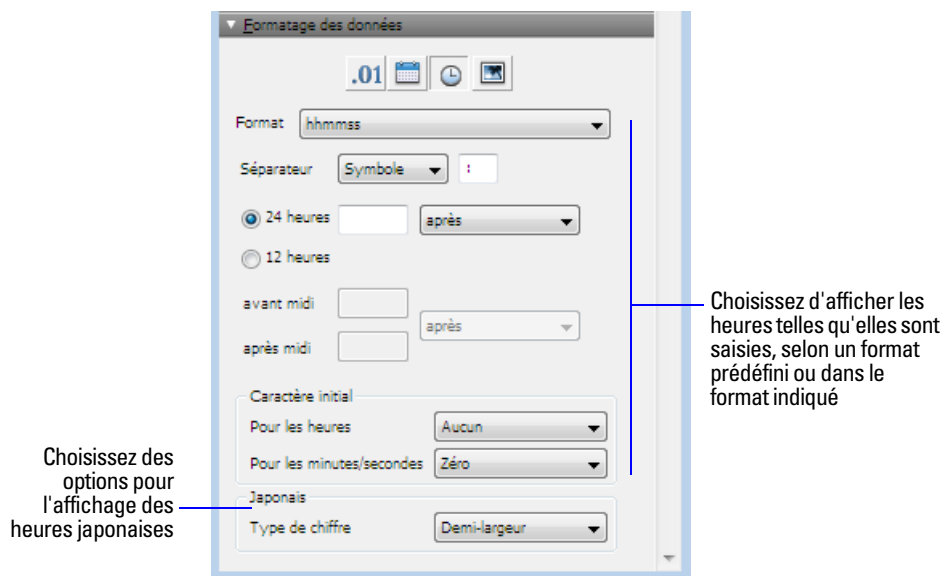 Formatage des données
.01
Format hhmmss
Séparateur Symbole :
24 heures après
12 heures
avant midi
après
après midi
Caractère initial
Pour les heures Aucun
Pour les minutes/secondes Zéro
Japonais
Type de chiffre Demi-largeur
Choisissez d'afficher les
heures telles qu'elles sont
saisies, selon un format
prédéfini ou dans le
format indiqué
Choisissez des
options pour
l'affichage des
heures japonaises